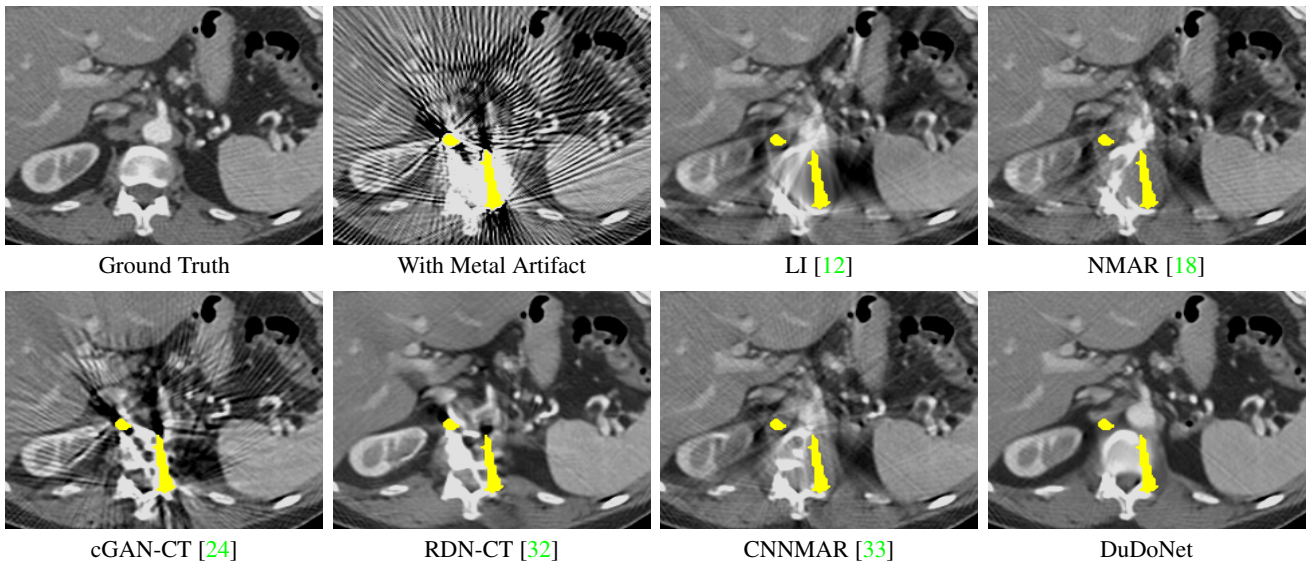 Ground Truth
With Metal Artifact
LI [12]
NMAR [18]
cGAN-CT [24]
RDN-CT [32]
CNNMAR [33]
DuDoNet